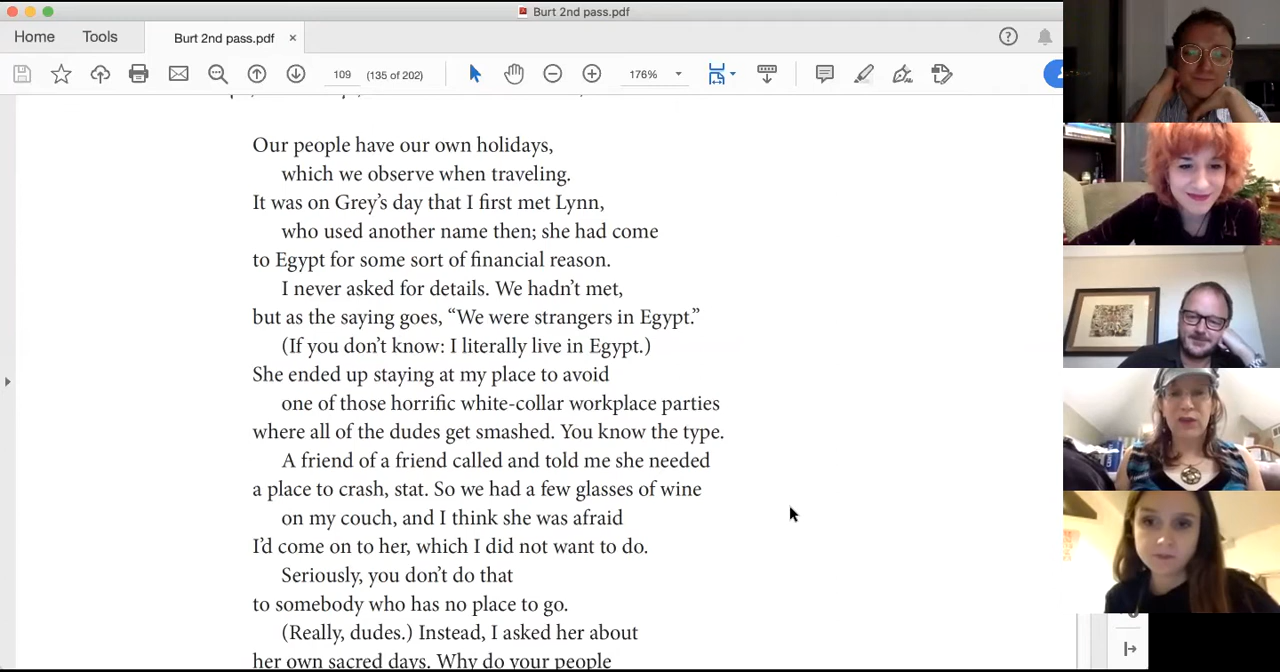 Burt 2nd pass.pdf
Home
Tools
Burt 2nd pass.pdf ×
109 (135 of 202)
176%
Our people have our own holidays,
which we observe when traveling.
It was on Grey’s day that I first met Lynn,
who used another name then; she had come
to Egypt for some sort of financial reason.
I never asked for details. We hadn’t met,
but as the saying goes, “We were strangers in Egypt.”
(If you don’t know: I literally live in Egypt.)
She ended up staying at my place to avoid
one of those horrific white-collar workplace parties
where all of the dudes get smashed. You know the type.
A friend of a friend called and told me she needed
a place to crash, stat. So we had a few glasses of wine
on my couch, and I think she was afraid
I’d come on to her, which I did not want to do.
Seriously, you don’t do that
to somebody who has no place to go.
(Really, dudes.) Instead, I asked her about
her own sacred days. Why do your people